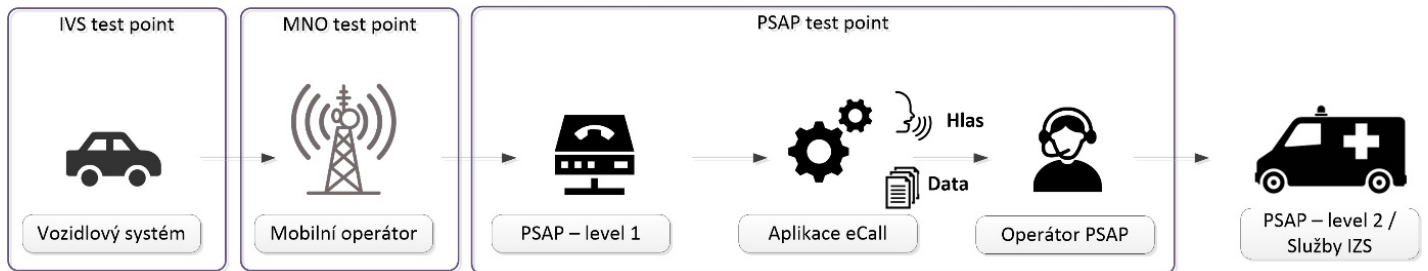 IVS test point
MNO test point
PSAP test point
Hlas
Data
Vozidlový systém
Mobilní operátor
PSAP – level 1
Aplikace eCall
Operátor PSAP
PSAP – level 2 /
Služby IZS